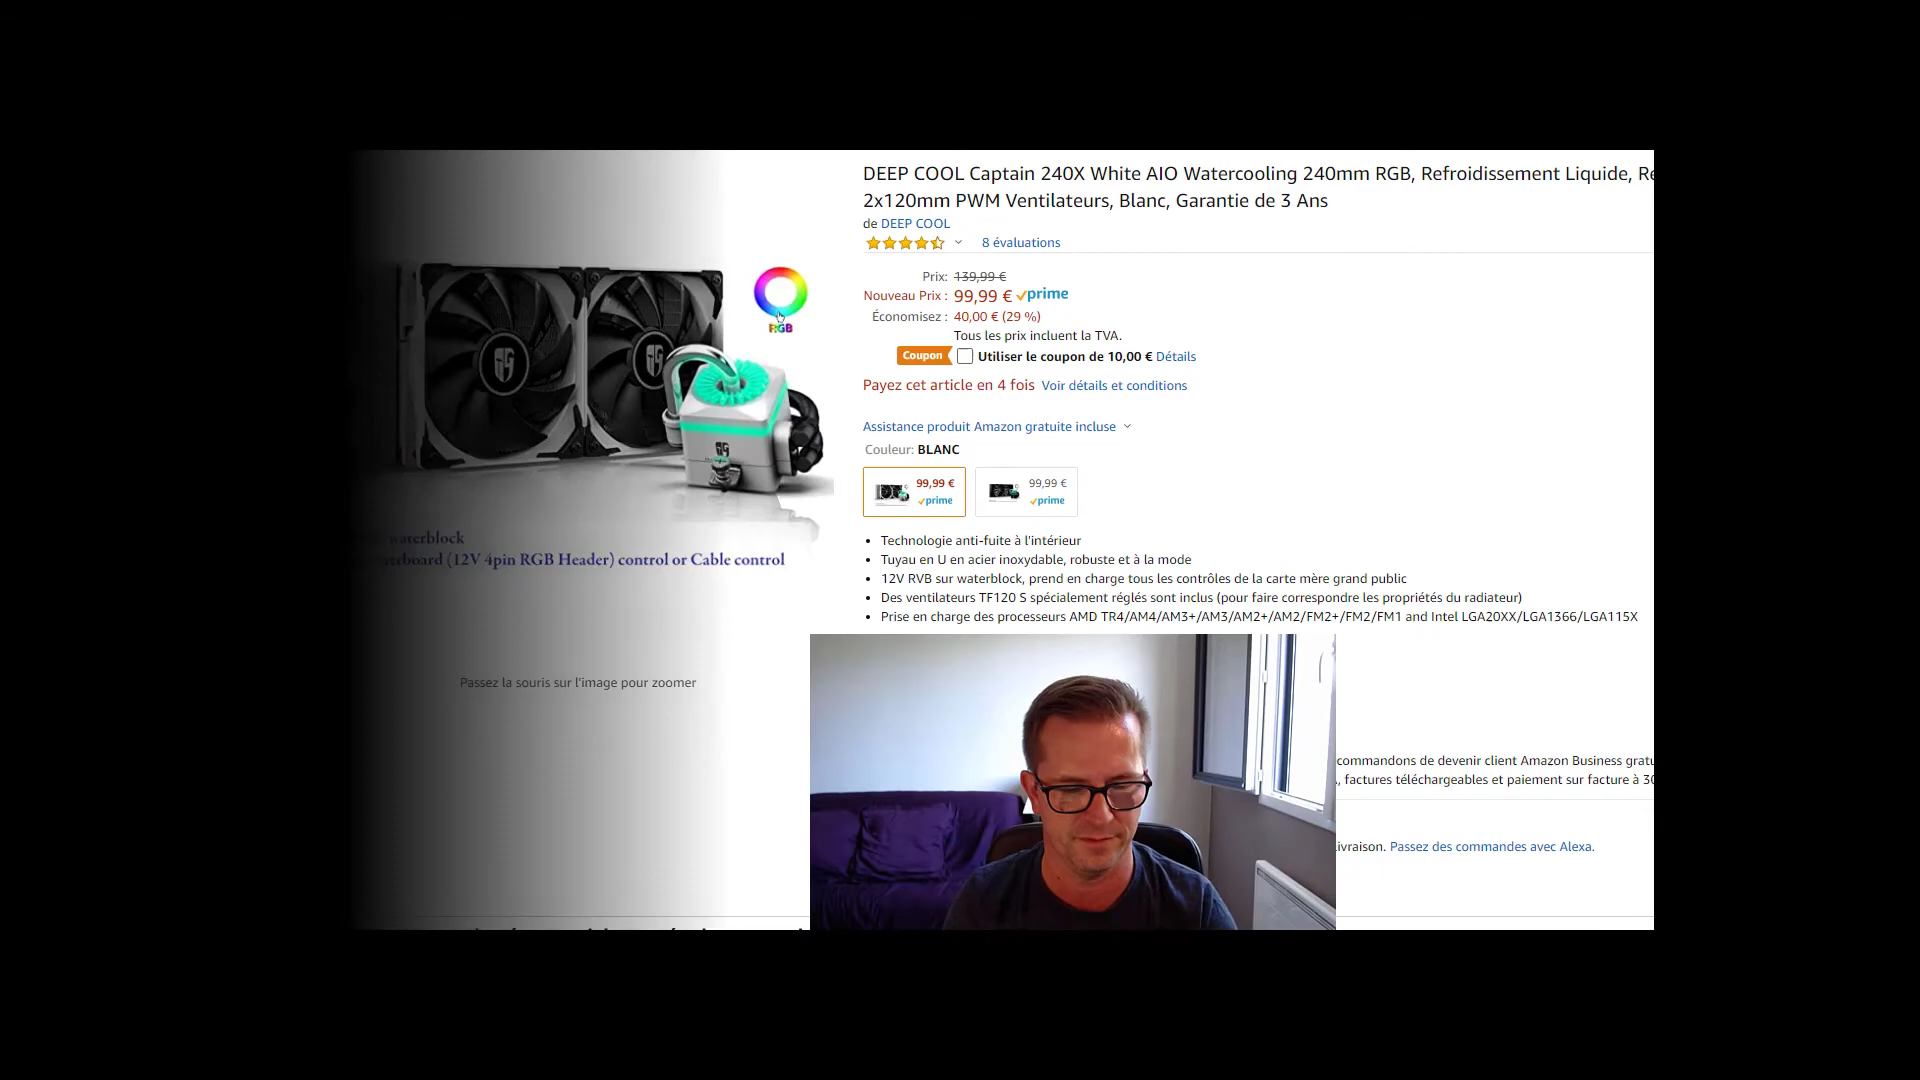 DEEP COOL Captain 240X White AIO Watercooling 240mm RGB, Refroidissement Liquide,
2x120mm PWM Ventilateurs, Blanc, Garantie de 3 Ans
de DEEP COOL
8 évaluations
Prix: 139,99 €
Nouveau Prix : 99,99 € prime
Économisez : 40,00 € (29 %)
Tous les prix incluent la TVA.
Coupon Utiliser le coupon de 10,00 € Détails
Payez cet article en 4 fois Voir détails et conditions
Assistance produit Amazon gratuite incluse
Couleur: BLANC
99,99 € 99,99 €
prime prime
Technologie anti-fuite à l'intérieur
Tuyau en U en acier inoxydable, robuste et à la mode
12V RVB sur waterblock, prend en charge tous les contrôles de la carte mère grand public
Des ventilateurs TF120 S spécialement réglés sont inclus (pour faire correspondre les propriétés du radiateur)
Prise en charge des processeurs AMD TR4/AM4/AM3+/AM3/AM2+/AM2/FM2+/FM2/FM1 and Intel LGA20XX/LGA1366/LGA115X
RGB
waterblock
(12V 4pin RGB Header) control or Cable control
Passez la souris sur l'image pour zoomer
commandons de devenir client Amazon Business
, factures téléchargeables et paiement sur facture à
ivraison. Passez des commandes avec Alexa.